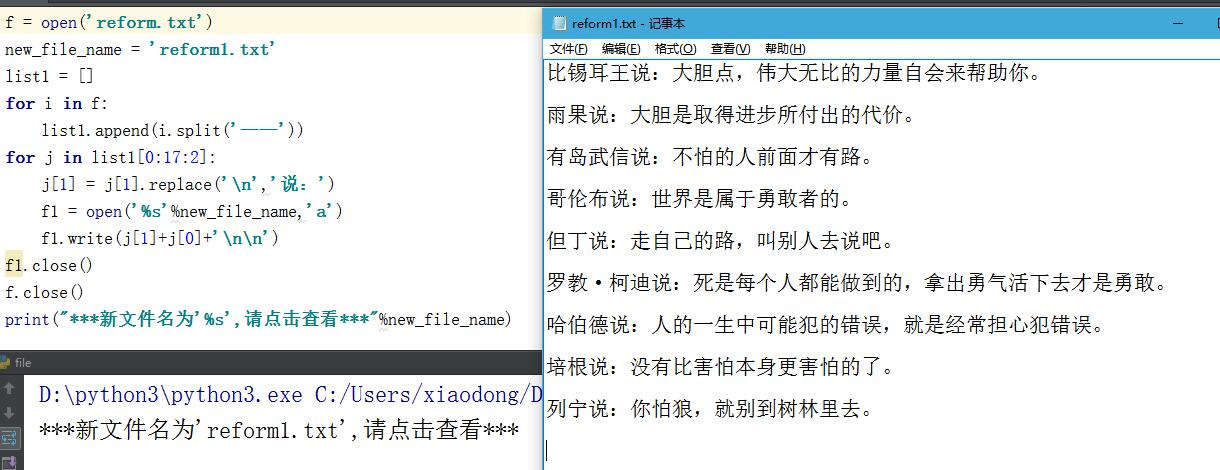 f = open('reform.txt')
new_file_name = 'reform1.txt'
list1 = []
for i in f:
    list1.append(i.split('——'))
for j in list1[0:17:2]:
    j[1] = j[1].replace('\n','说：')
    f1 = open('%s'%new_file_name,'a')
    f1.write(j[1]+j[0]+'\n\n')
f1.close()
f.close()
print("***新文件名为'%s',请点击查看***"%new_file_name)
file
D:\python3\python3.exe C:/Users/xiaodong/D
***新文件名为'reform1.txt',请点击查看***
reform1.txt - 记事本
文件(F) 编辑(E) 格式(O) 查看(V) 帮助(H)
比锡耳王说：大胆点，伟大无比的力量自会来帮助你。
雨果说：大胆是取得进步所付出的代价。
有岛武信说：不怕的人前面才有路。
哥伦布说：世界是属于勇敢者的。
但丁说：走自己的路，叫别人去说吧。
罗教·柯迪说：死是每个人都能做到的，拿出勇气活下去才是勇敢。
哈伯德说：人的一生中可能犯的错误，就是经常担心犯错误。
培根说：没有比害怕本身更害怕的了。
列宁说：你怕狼，就别到树林里去。